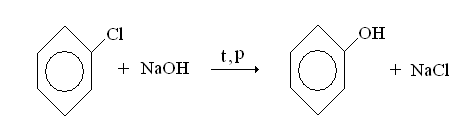 Cl + NaOH t,p OH + NaCl